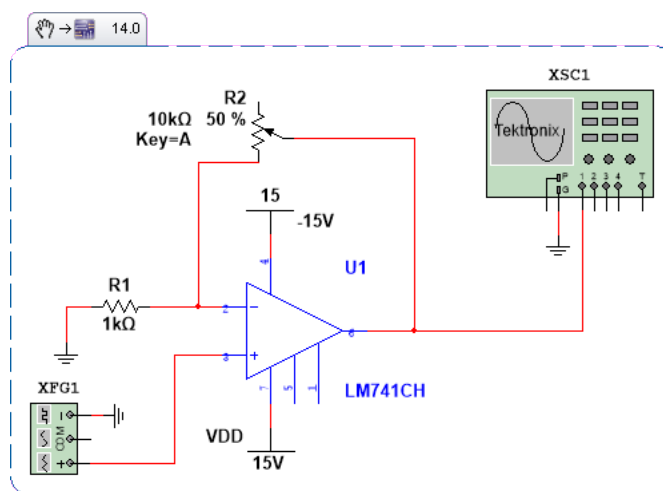 14.0
XSC1
R2
10kΩ 50 %
Key=A
Tektronix
P
G
1 2 3 4 T
15
-15V
U1
4
R1
1kΩ
2
6
3
7 5 1
LM741CH
XFG1
COM
VDD
15V